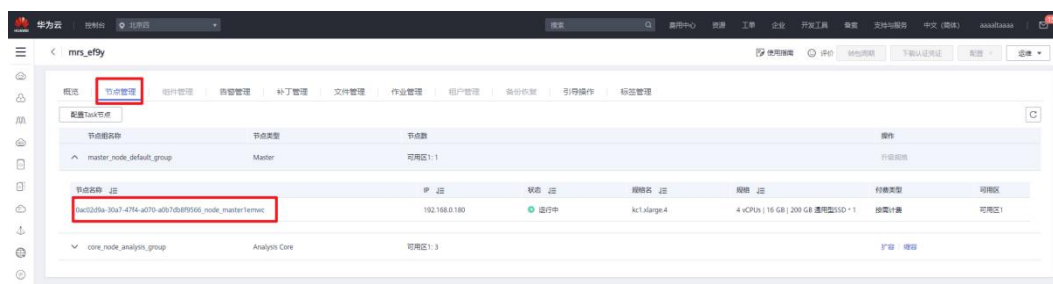 华为云 控制台 北京四 搜索 费用中心 资源 工单 企业 开发工具 备案 支持与服务 中文 (简体)
mrs_ef9y 使用指南 评价 转包周期 下载认证凭证 配置 运维
概览 节点管理 组件管理 告警管理 补丁管理 文件管理 作业管理 租户管理 备份恢复 引导操作 标签管理
配置Task节点
节点组名称 节点类型 节点数 操作
master_node_default_group Master 可用区1: 1 升级规格
节点名称 IP 状态 规格名 规格 付费类型 可用区
192.168.0.180 运行中 kc1.xlarge.4 4 vCPUs | 16 GB | 200 GB 通用型SSD * 1 按需计费 可用区1
core_node_analysis_group Analysis Core 可用区1: 3 扩容 缩容